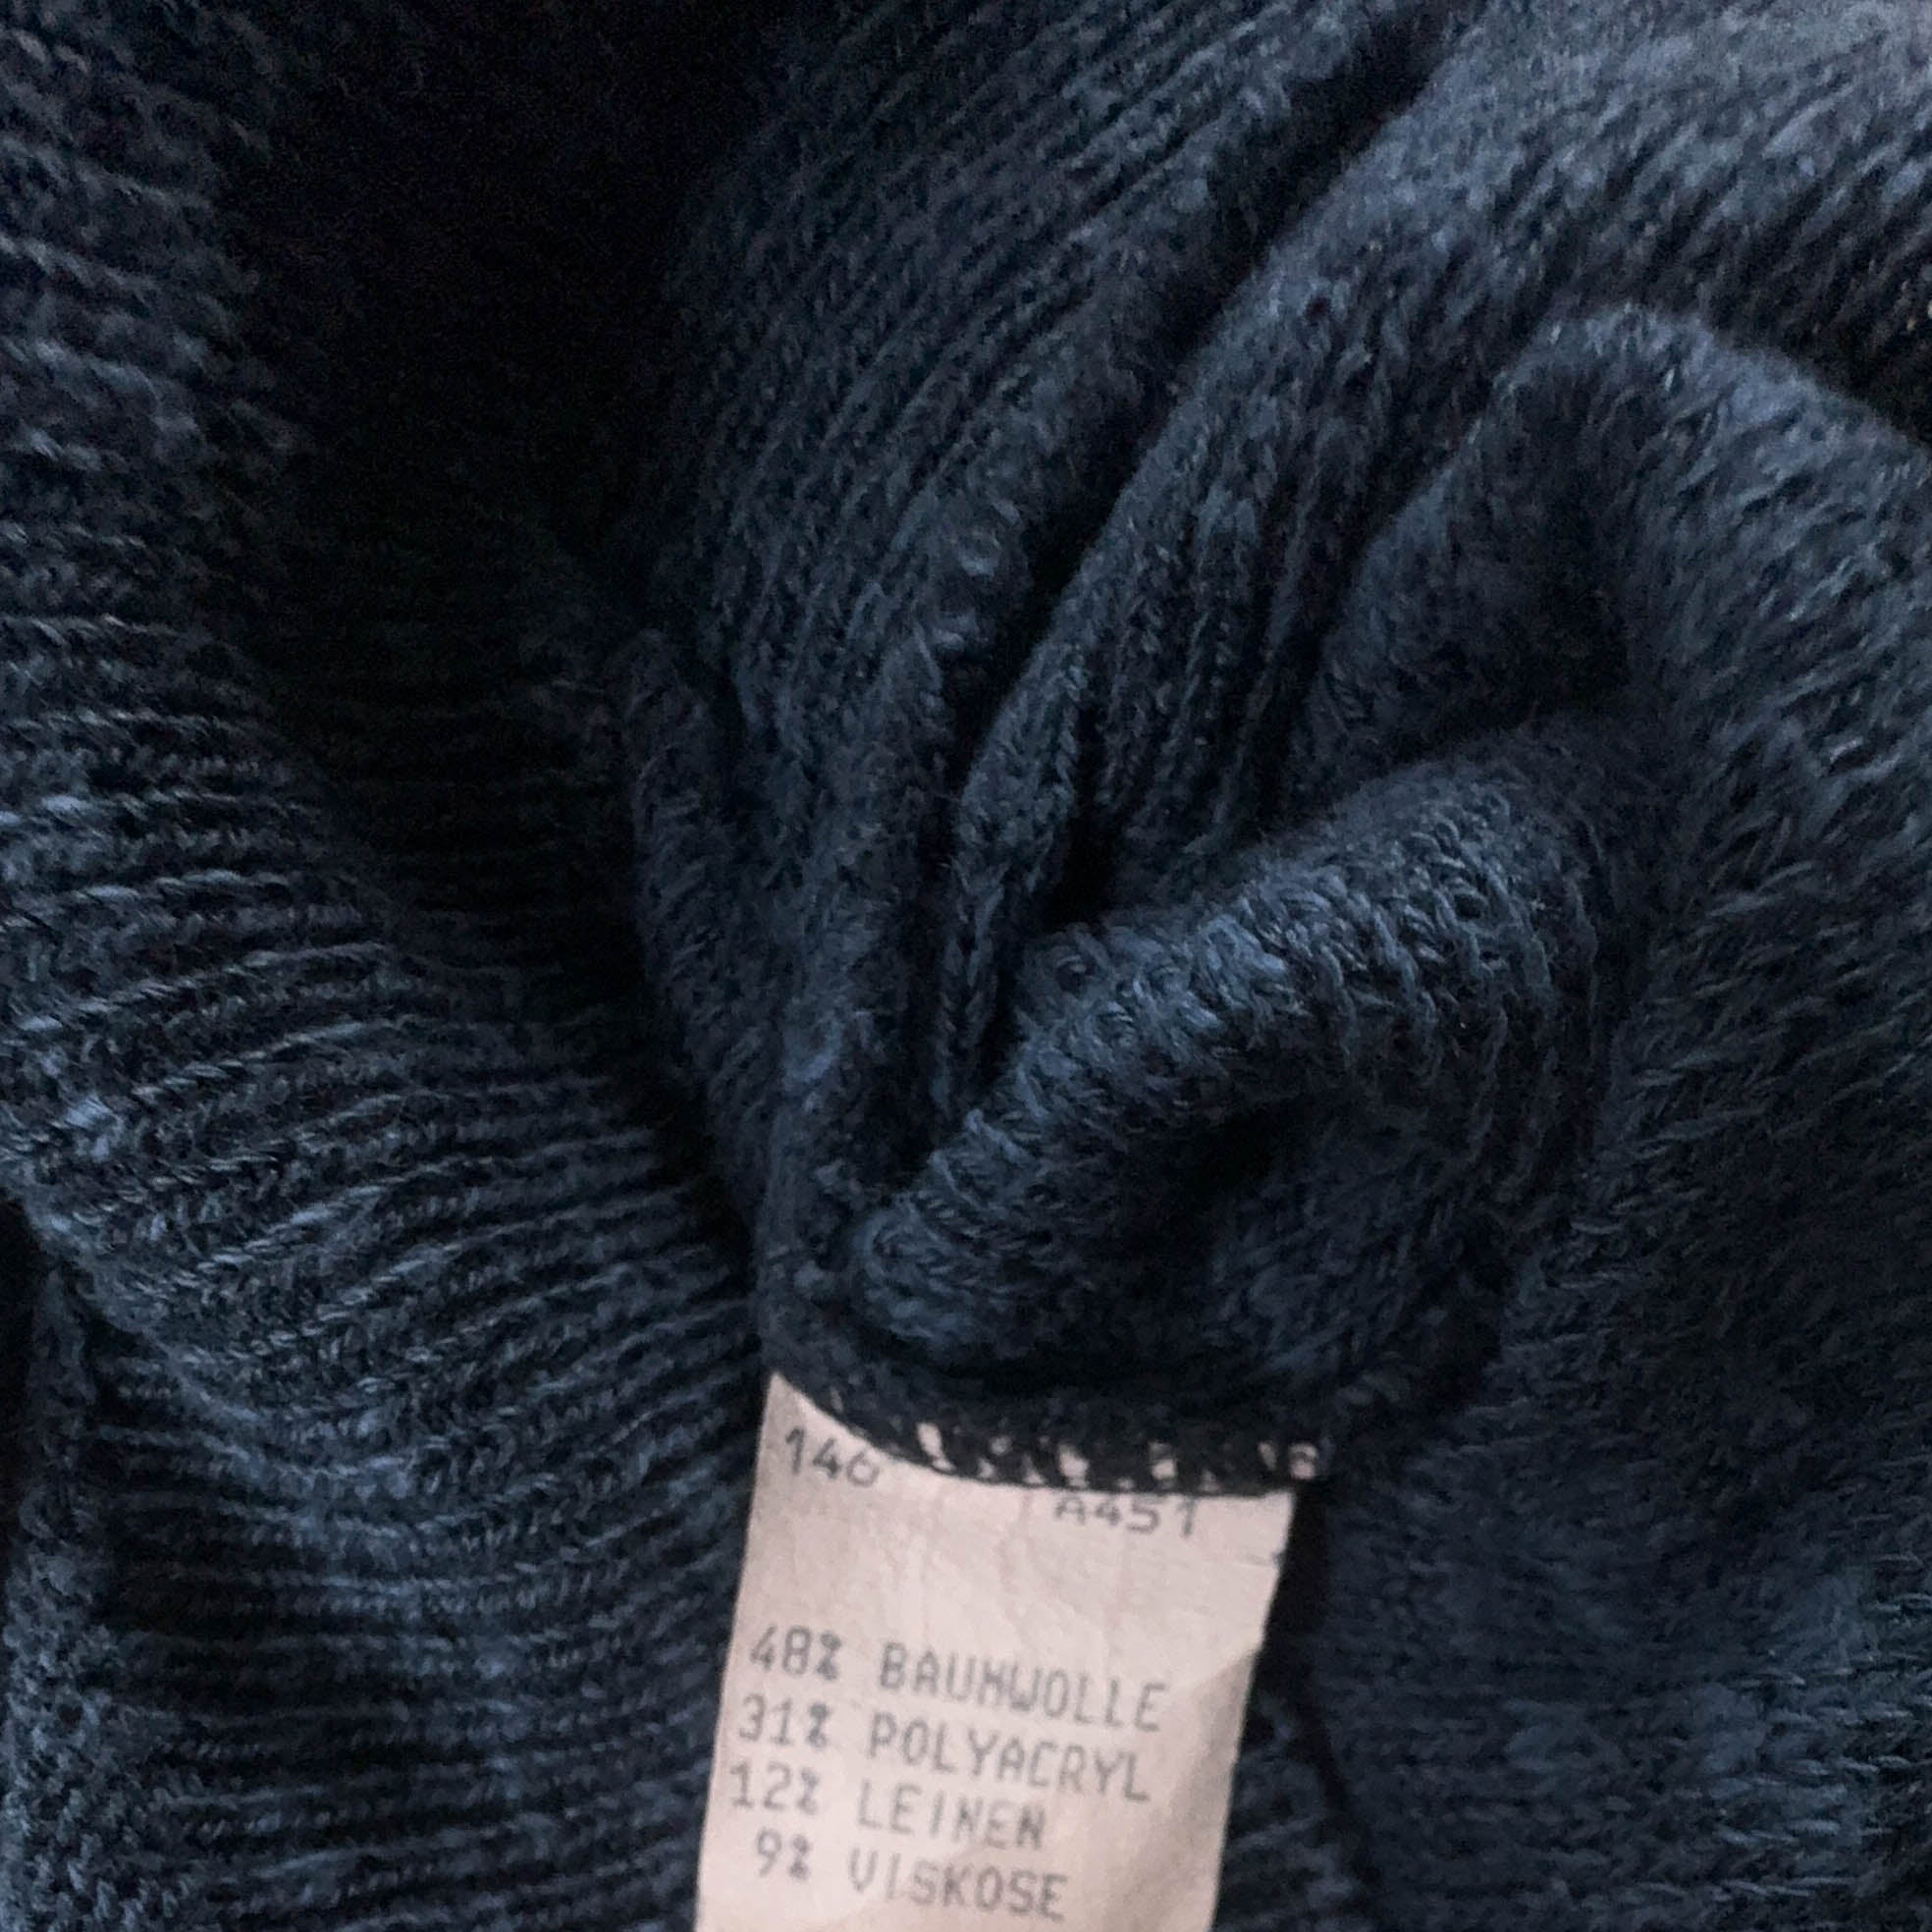 146 A451
48% BAUMWOLLE
31% POLYACRYL
12% LEINEN
9% VISKOSE